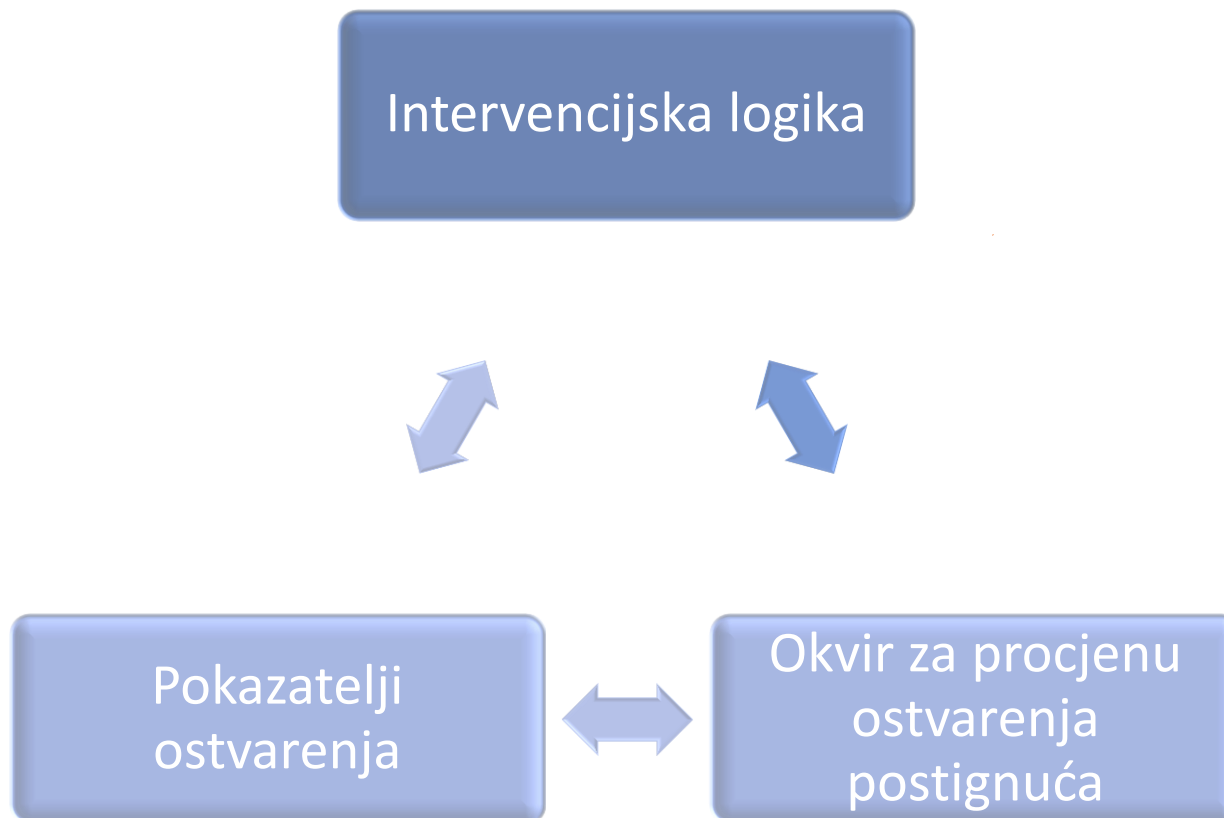 Intervencijska logika
Pokazatelji
ostvarenja
Okvir za procjenu
ostvarenja
postignuća